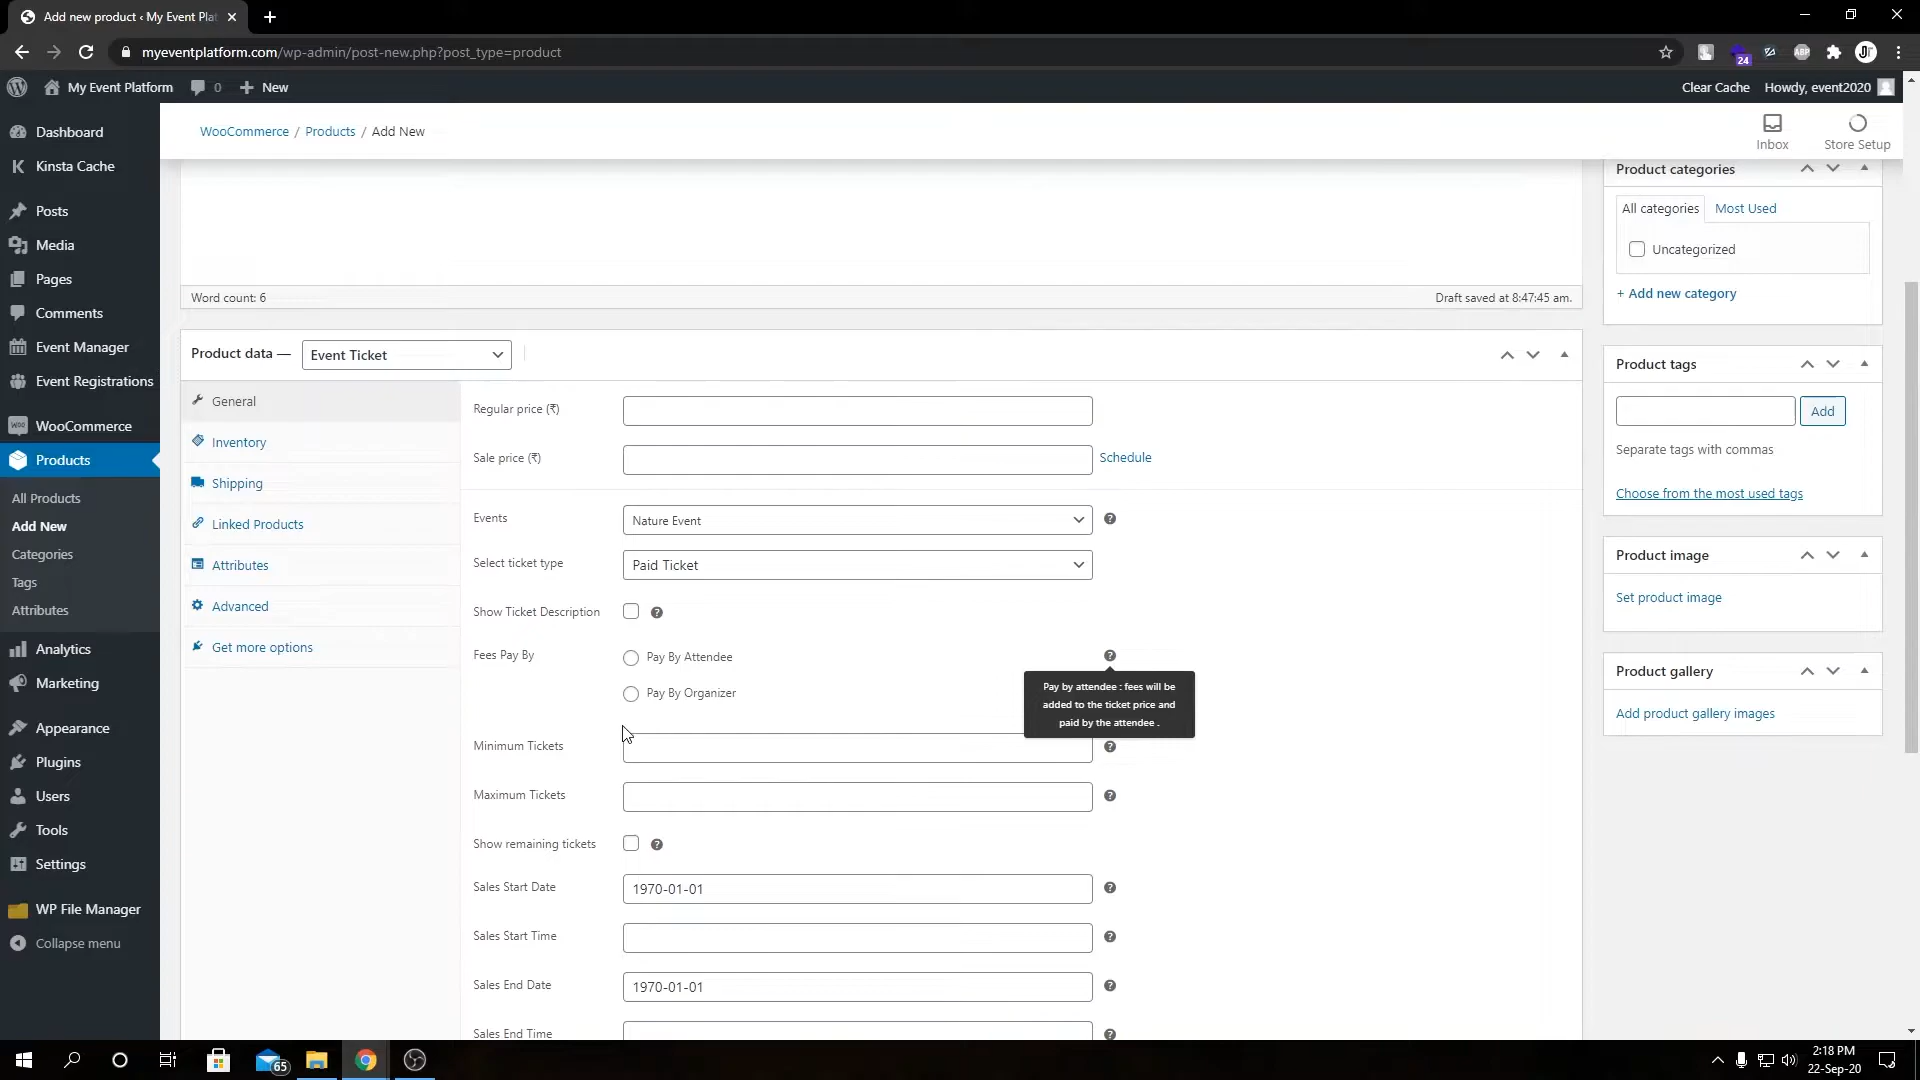 Add new product ‹ My Event Plat
myeventplatform.com/wp-admin/post-new.php?post_type=product
24
ABP
My Event Platform
0
New
Clear Cache
Howdy, event2020
Dashboard
Kinsta Cache
Posts
Media
Pages
Comments
Event Manager
Event Registrations
WooCommerce
Products
All Products
Add New
Categories
Tags
Attributes
Analytics
Marketing
Appearance
Plugins
Users
Tools
Settings
WP File Manager
Collapse menu
WooCommerce / Products / Add New
Inbox
Store Setup
Word count: 6
Draft saved at 8:47:45 am.
Product data —
Event Ticket
General
Inventory
Shipping
Linked Products
Attributes
Advanced
Get more options
Regular price (₹)
Sale price (₹)
Schedule
Events
Nature Event
Select ticket type
Paid Ticket
Show Ticket Description
Fees Pay By
Pay By Attendee
Pay By Organizer
Pay by attendee : fees will be
added to the ticket price and
paid by the attendee .
Minimum Tickets
Maximum Tickets
Show remaining tickets
Sales Start Date
1970-01-01
Sales Start Time
Sales End Date
1970-01-01
Sales End Time
Product categories
All categories
Most Used
Uncategorized
+ Add new category
Product tags
Add
Separate tags with commas
Choose from the most used tags
Product image
Set product image
Product gallery
Add product gallery images
65
2:18 PM
22-Sep-20